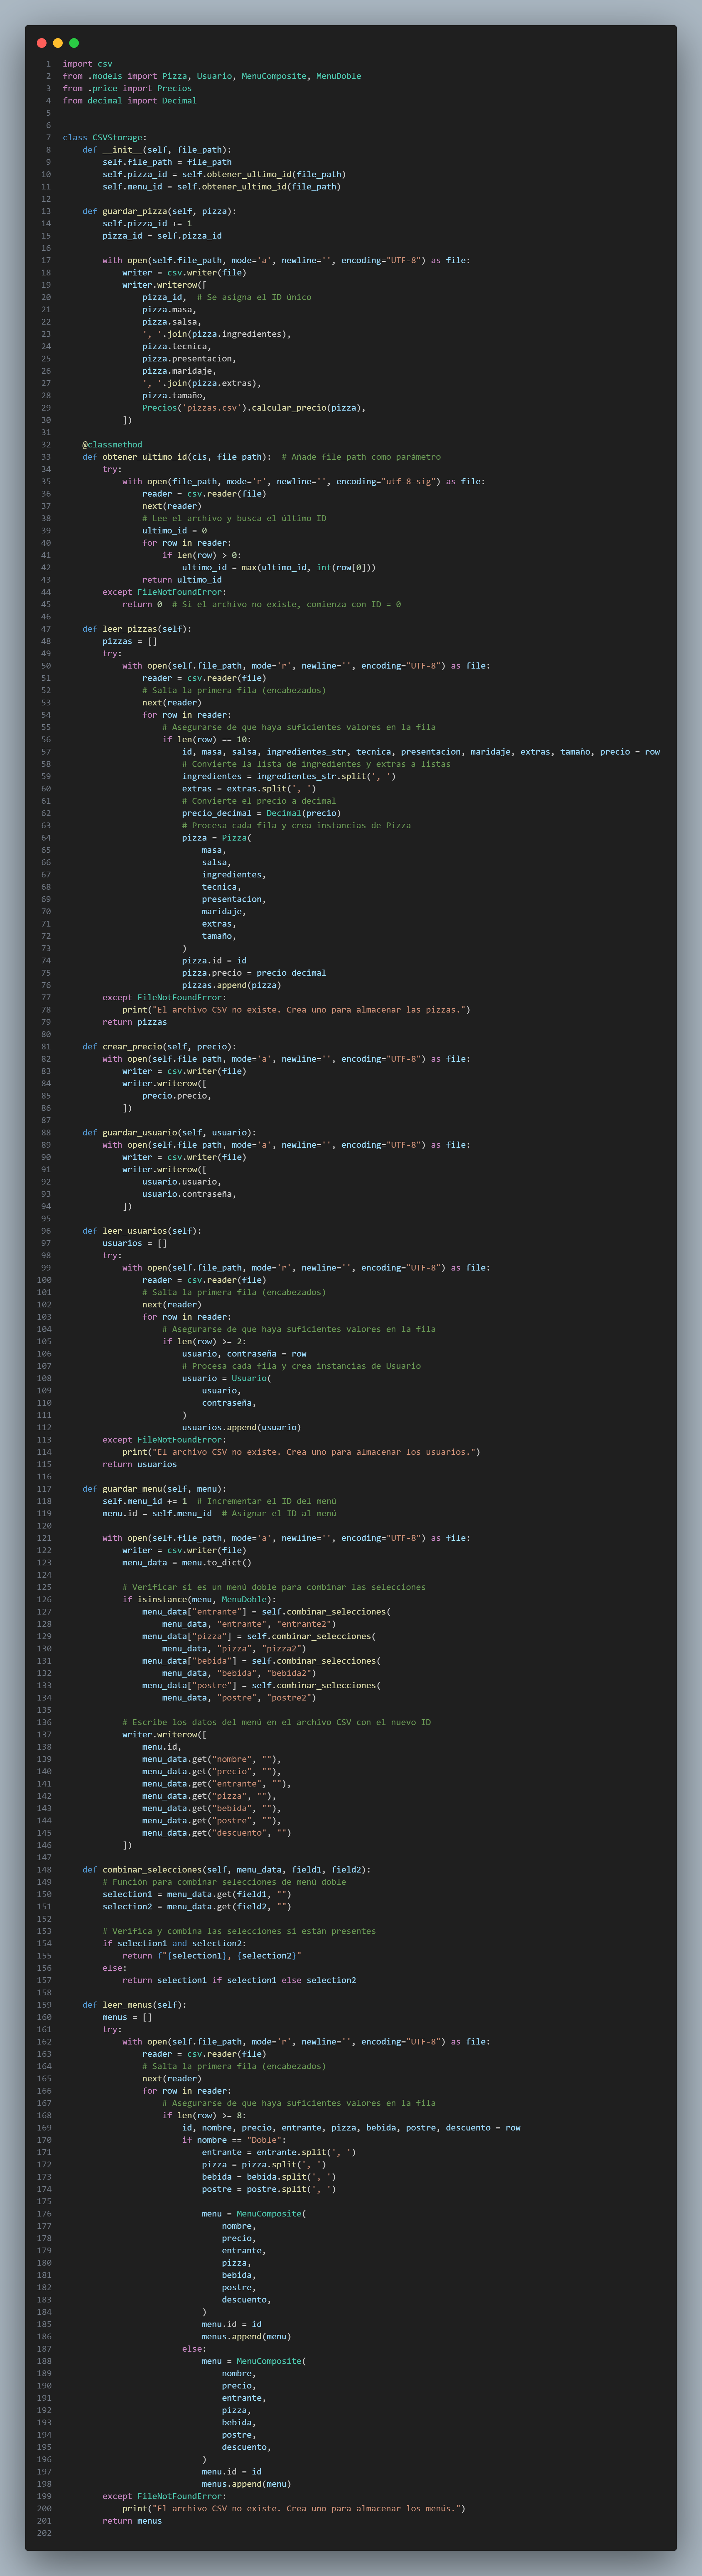 1 import csv
2 from .models import Pizza, Usuario, MenuComposite, MenuDoble
3 from .price import Precios
4 from decimal import Decimal
5
6
7 class CSVStorage:
8     def __init__(self, file_path):
9         self.file_path = file_path
10         self.pizza_id = self.obtener_ultimo_id(file_path)
11         self.menu_id = self.obtener_ultimo_id(file_path)
12
13     def guardar_pizza(self, pizza):
14         self.pizza_id += 1
15         pizza_id = self.pizza_id
16
17         with open(self.file_path, mode='a', newline='', encoding="UTF-8") as file:
18             writer = csv.writer(file)
19             writer.writerow([
20                 pizza_id,  # Se asigna el ID único
21                 pizza.masa,
22                 pizza.salsa,
23                 ', '.join(pizza.ingredientes),
24                 pizza.tecnica,
25                 pizza.presentacion,
26                 pizza.maridaje,
27                 ', '.join(pizza.extras),
28                 pizza.tamaño,
29                 Precios('pizzas.csv').calcular_precio(pizza),
30             ])
31
32     @classmethod
33     def obtener_ultimo_id(cls, file_path):  # Añade file_path como parámetro
34         try:
35             with open(file_path, mode='r', newline='', encoding="utf-8-sig") as file:
36                 reader = csv.reader(file)
37                 next(reader)
38                 # Lee el archivo y busca el último ID
39                 ultimo_id = 0
40                 for row in reader:
41                     if len(row) > 0:
42                         ultimo_id = max(ultimo_id, int(row[0]))
43                 return ultimo_id
44         except FileNotFoundError:
45             return 0  # Si el archivo no existe, comienza con ID = 0
46
47     def leer_pizzas(self):
48         pizzas = []
49         try:
50             with open(self.file_path, mode='r', newline='', encoding="UTF-8") as file:
51                 reader = csv.reader(file)
52                 # Salta la primera fila (encabezados)
53                 next(reader)
54                 for row in reader:
55                     # Asegurarse de que haya suficientes valores en la fila
56                     if len(row) == 10:
57                         id, masa, salsa, ingredientes_str, tecnica, presentacion, maridaje, extras, tamaño, precio = row
58                         # Convierte la lista de ingredientes y extras a listas
59                         ingredientes = ingredientes_str.split(', ')
60                         extras = extras.split(', ')
61                         # Convierte el precio a decimal
62                         precio_decimal = Decimal(precio)
63                         # Procesa cada fila y crea instancias de Pizza
64                         pizza = Pizza(
65                             masa,
66                             salsa,
67                             ingredientes,
68                             tecnica,
69                             presentacion,
70                             maridaje,
71                             extras,
72                             tamaño,
73                         )
74                         pizza.id = id
75                         pizza.precio = precio_decimal
76                         pizzas.append(pizza)
77         except FileNotFoundError:
78             print("El archivo CSV no existe. Crea uno para almacenar las pizzas.")
79         return pizzas
80
81     def crear_precio(self, precio):
82         with open(self.file_path, mode='a', newline='', encoding="UTF-8") as file:
83             writer = csv.writer(file)
84             writer.writerow([
85                 precio.precio,
86             ])
87
88     def guardar_usuario(self, usuario):
89         with open(self.file_path, mode='a', newline='', encoding="UTF-8") as file:
90             writer = csv.writer(file)
91             writer.writerow([
92                 usuario.usuario,
93                 usuario.contraseña,
94             ])
95
96     def leer_usuarios(self):
97         usuarios = []
98         try:
99             with open(self.file_path, mode='r', newline='', encoding="UTF-8") as file:
100                 reader = csv.reader(file)
101                 # Salta la primera fila (encabezados)
102                 next(reader)
103                 for row in reader:
104                     # Asegurarse de que haya suficientes valores en la fila
105                     if len(row) >= 2:
106                         usuario, contraseña = row
107                         # Procesa cada fila y crea instancias de Usuario
108                         usuario = Usuario(
109                             usuario,
110                             contraseña,
111                         )
112                         usuarios.append(usuario)
113         except FileNotFoundError:
114             print("El archivo CSV no existe. Crea uno para almacenar los usuarios.")
115         return usuarios
116
117     def guardar_menu(self, menu):
118         self.menu_id += 1  # Incrementar el ID del menú
119         menu.id = self.menu_id  # Asignar el ID al menú
120
121         with open(self.file_path, mode='a', newline='', encoding="UTF-8") as file:
122             writer = csv.writer(file)
123             menu_data = menu.to_dict()
124
125             # Verificar si es un menú doble para combinar las selecciones
126             if isinstance(menu, MenuDoble):
127                 menu_data["entrante"] = self.combinar_selecciones(
128                     menu_data, "entrante", "entrante2")
129                 menu_data["pizza"] = self.combinar_selecciones(
130                     menu_data, "pizza", "pizza2")
131                 menu_data["bebida"] = self.combinar_selecciones(
132                     menu_data, "bebida", "bebida2")
133                 menu_data["postre"] = self.combinar_selecciones(
134                     menu_data, "postre", "postre2")
135
136             # Escribe los datos del menú en el archivo CSV con el nuevo ID
137             writer.writerow([
138                 menu.id,
139                 menu_data.get("nombre", ""),
140                 menu_data.get("precio", ""),
141                 menu_data.get("entrante", ""),
142                 menu_data.get("pizza", ""),
143                 menu_data.get("bebida", ""),
144                 menu_data.get("postre", ""),
145                 menu_data.get("descuento", "")
146             ])
147
148     def combinar_selecciones(self, menu_data, field1, field2):
149         # Función para combinar selecciones de menú doble
150         selection1 = menu_data.get(field1, "")
151         selection2 = menu_data.get(field2, "")
152
153         # Verifica y combina las selecciones si están presentes
154         if selection1 and selection2:
155             return f"{selection1}, {selection2}"
156         else:
157             return selection1 if selection1 else selection2
158
159     def leer_menus(self):
160         menus = []
161         try:
162             with open(self.file_path, mode='r', newline='', encoding="UTF-8") as file:
163                 reader = csv.reader(file)
164                 # Salta la primera fila (encabezados)
165                 next(reader)
166                 for row in reader:
167                     # Asegurarse de que haya suficientes valores en la fila
168                     if len(row) >= 8:
169                         id, nombre, precio, entrante, pizza, bebida, postre, descuento = row
170                         if nombre == "Doble":
171                             entrante = entrante.split(', ')
172                             pizza = pizza.split(', ')
173                             bebida = bebida.split(', ')
174                             postre = postre.split(', ')
175
176                             menu = MenuComposite(
177                                 nombre,
178                                 precio,
179                                 entrante,
180                                 pizza,
181                                 bebida,
182                                 postre,
183                                 descuento,
184                             )
185                             menu.id = id
186                             menus.append(menu)
187                         else:
188                             menu = MenuComposite(
189                                 nombre,
190                                 precio,
191                                 entrante,
192                                 pizza,
193                                 bebida,
194                                 postre,
195                                 descuento,
196                             )
197                             menu.id = id
198                             menus.append(menu)
199         except FileNotFoundError:
200             print("El archivo CSV no existe. Crea uno para almacenar los menús.")
201         return menus
202